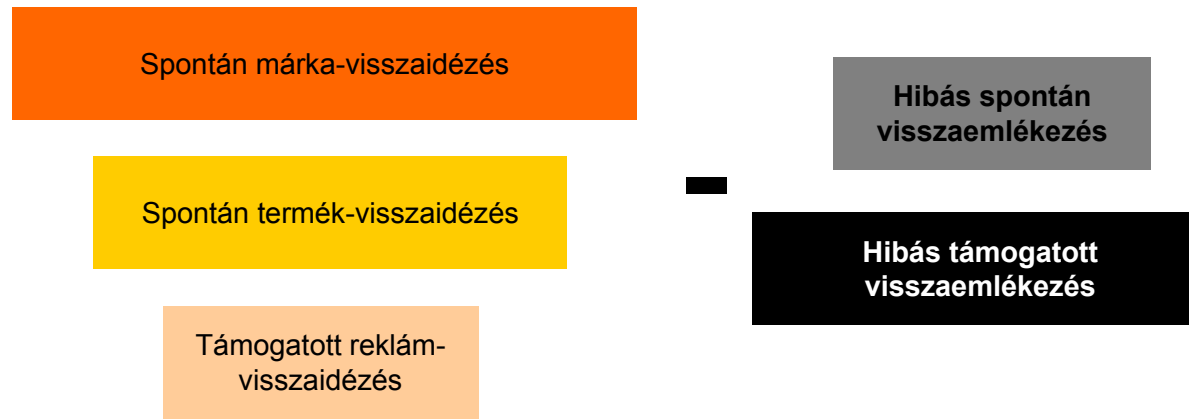 Spontán márka-visszaidézés
Spontán termék-visszaidézés
Támogatott reklám-
visszaidézés
Hibás spontán
visszaemlékezés
Hibás támogatott
visszaemlékezés